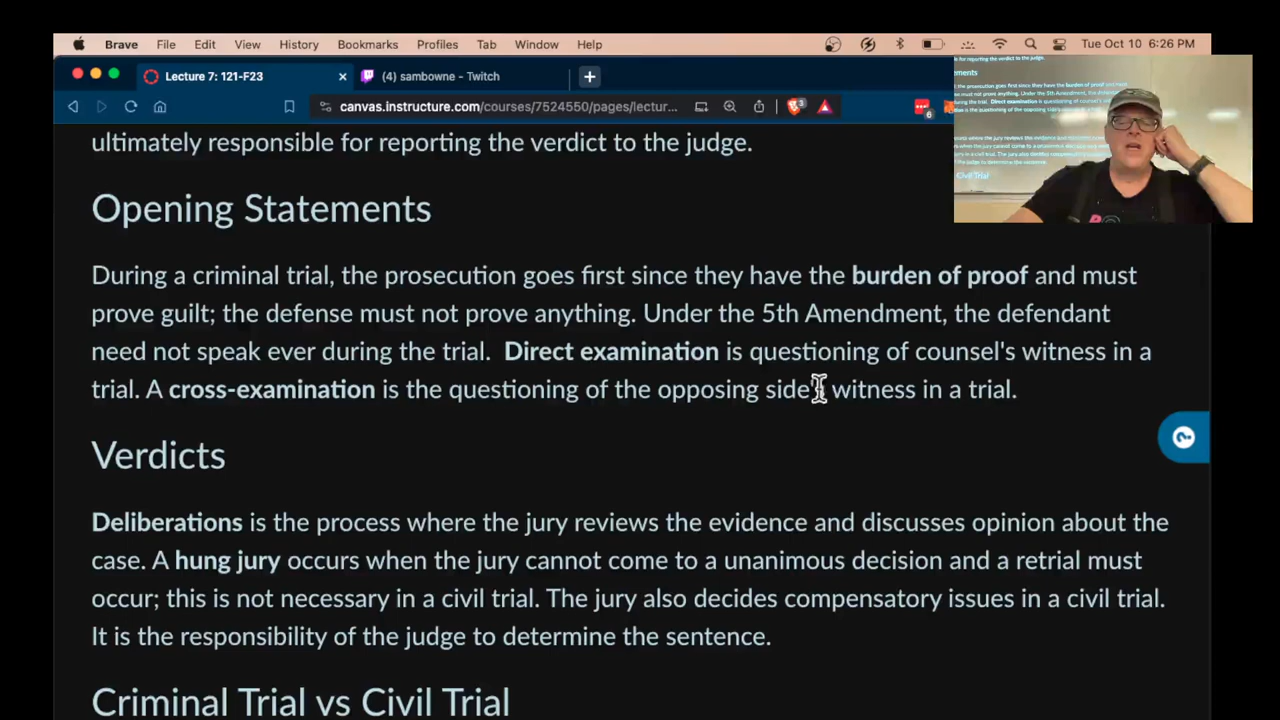 Brave File Edit View History Bookmarks Profiles Tab Window Help Tue Oct 10 6:26 PM
Lecture 7: 121-F23 (4) sambowne - Twitch
canvas.instructure.com/courses/7524550/pages/lectur...
ultimately responsible for reporting the verdict to the judge.
Opening Statements
During a criminal trial, the prosecution goes first since they have the burden of proof and must
prove guilt; the defense must not prove anything. Under the 5th Amendment, the defendant
need not speak ever during the trial. Direct examination is questioning of counsel's witness in a
trial. A cross-examination is the questioning of the opposing side's witness in a trial.
Verdicts
Deliberations is the process where the jury reviews the evidence and discusses opinion about the
case. A hung jury occurs when the jury cannot come to a unanimous decision and a retrial must
occur; this is not necessary in a civil trial. The jury also decides compensatory issues in a civil trial.
It is the responsibility of the judge to determine the sentence.
Criminal Trial vs Civil Trial